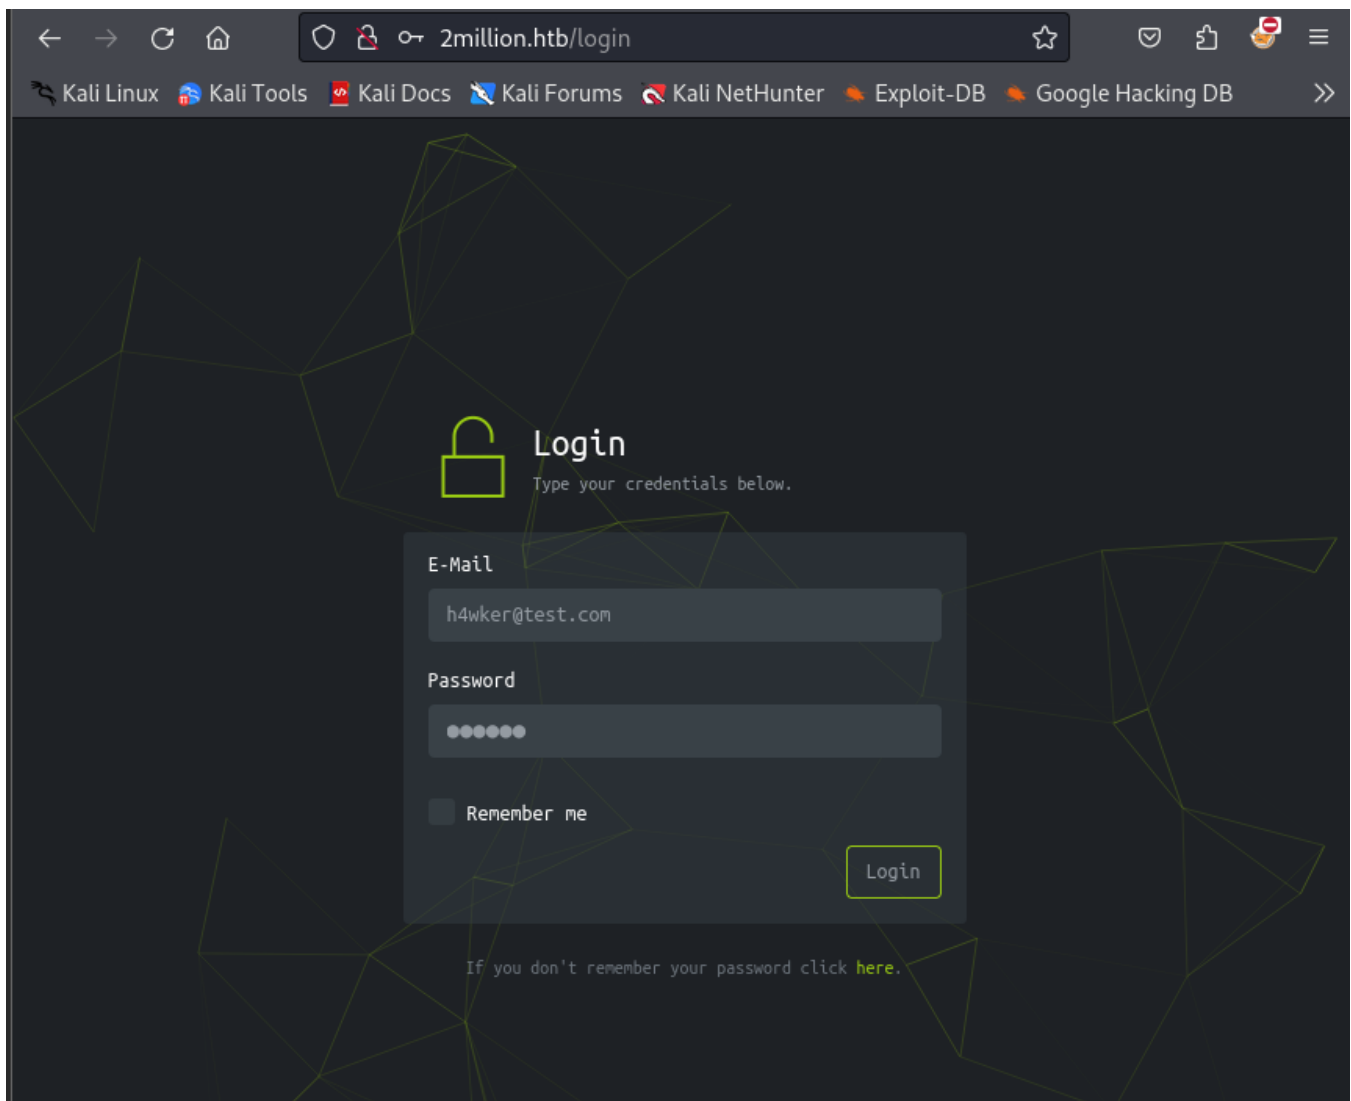 2million.htb/login
Kali Linux Kali Tools Kali Docs Kali Forums Kali NetHunter Exploit-DB Google Hacking DB
Login
Type your credentials below.
E-Mail
h4wker@test.com
Password
●●●●●●
Remember me
Login
If you don't remember your password click here.